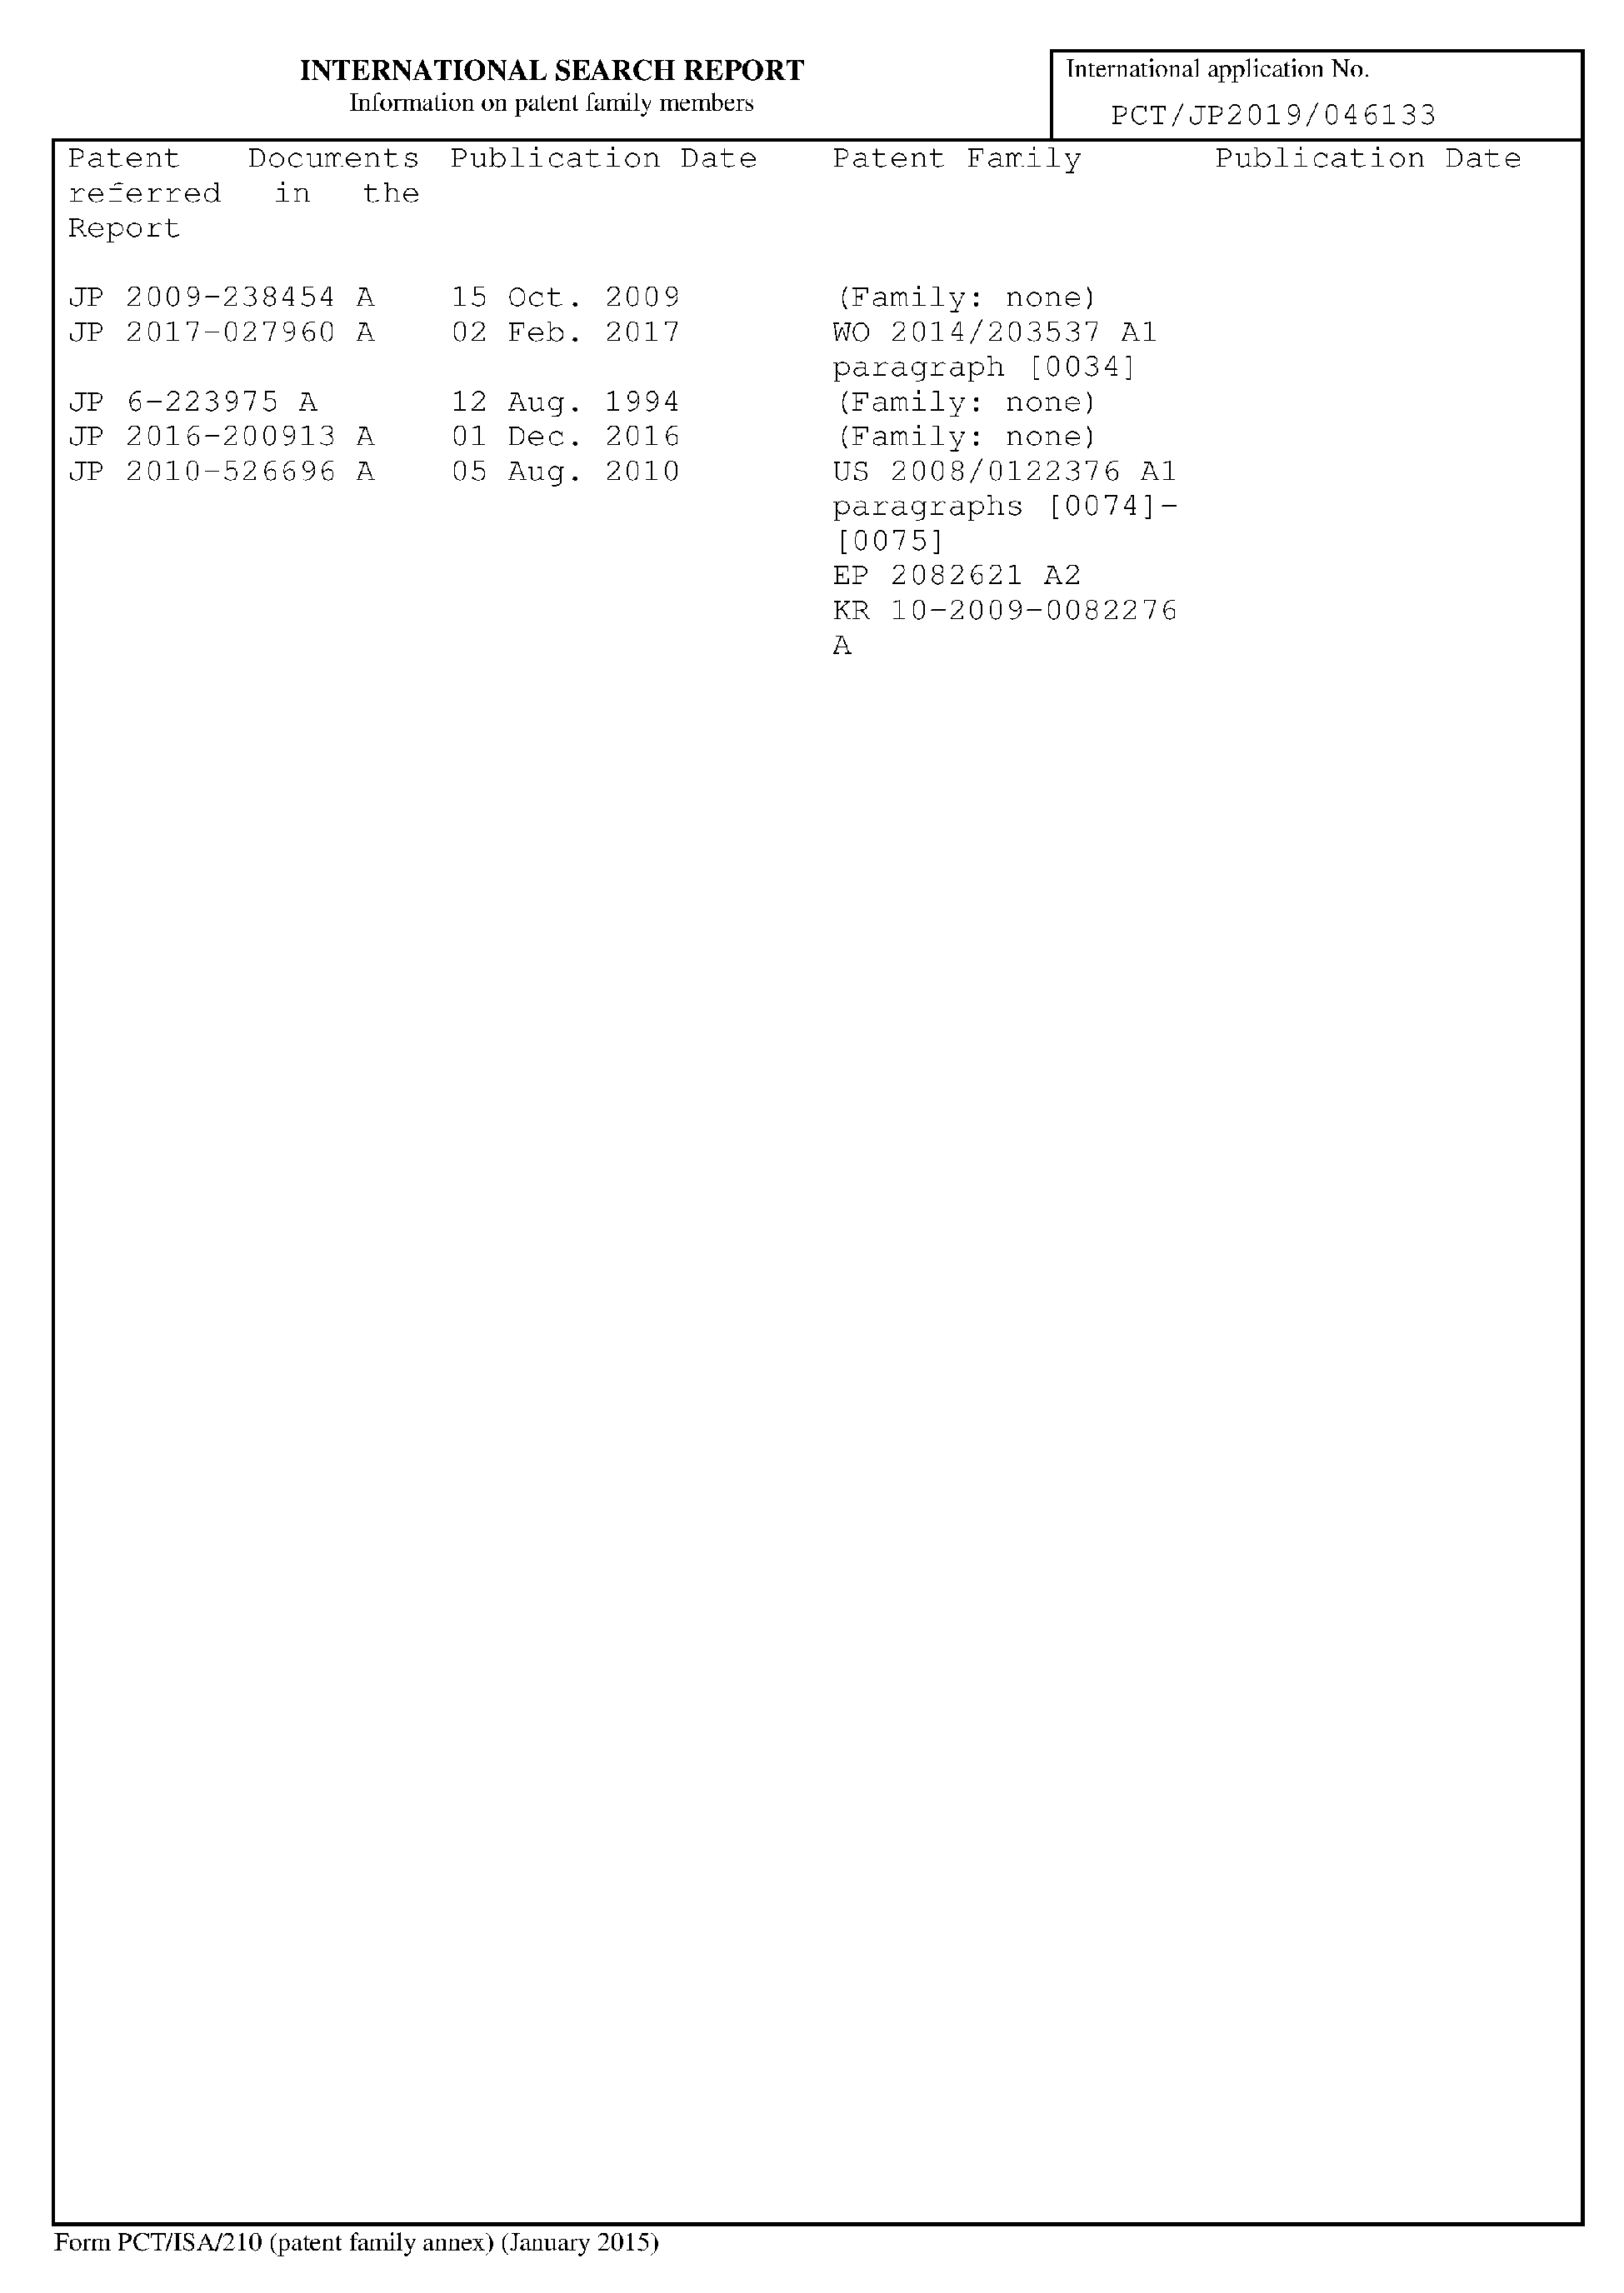 INTERNATIONAL SEARCH REPORT
Information on patent family members
International application No.
PCT/JP2019/046133
Patent Documents Publication Date Patent Family Publication Date
referred in the
Report
JP 2009-238454 A 15 Oct. 2009 (Family: none)
JP 2017-027960 A 02 Feb. 2017 WO 2014/203537 A1
paragraph [0034]
JP 6-223975 A 12 Aug. 1994 (Family: none)
JP 2016-200913 A 01 Dec. 2016 (Family: none)
JP 2010-526696 A 05 Aug. 2010 US 2008/0122376 A1
paragraphs [0074]-
[0075]
EP 2082621 A2
KR 10-2009-0082276
A
Form PCT/ISA/210 (patent family annex) (January 2015)